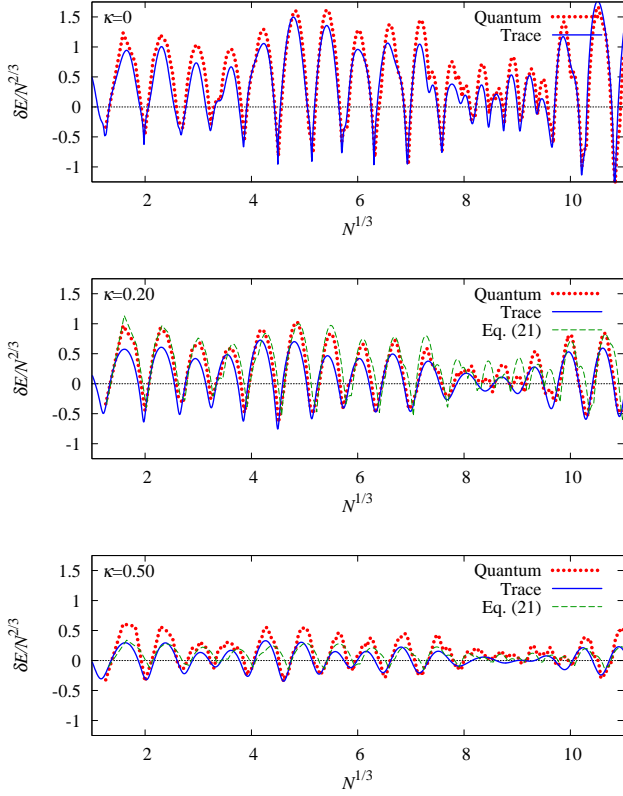 κ=0
Quantum
Trace
1.5
1
0.5
0
-0.5
-1
δE/N^{2/3}
2 4 6 8 10
N^{1/3}
κ=0.20
Quantum
Trace
Eq. (21)
1.5
1
0.5
0
-0.5
-1
δE/N^{2/3}
2 4 6 8 10
N^{1/3}
κ=0.50
Quantum
Trace
Eq. (21)
1.5
1
0.5
0
-0.5
-1
δE/N^{2/3}
2 4 6 8 10
N^{1/3}